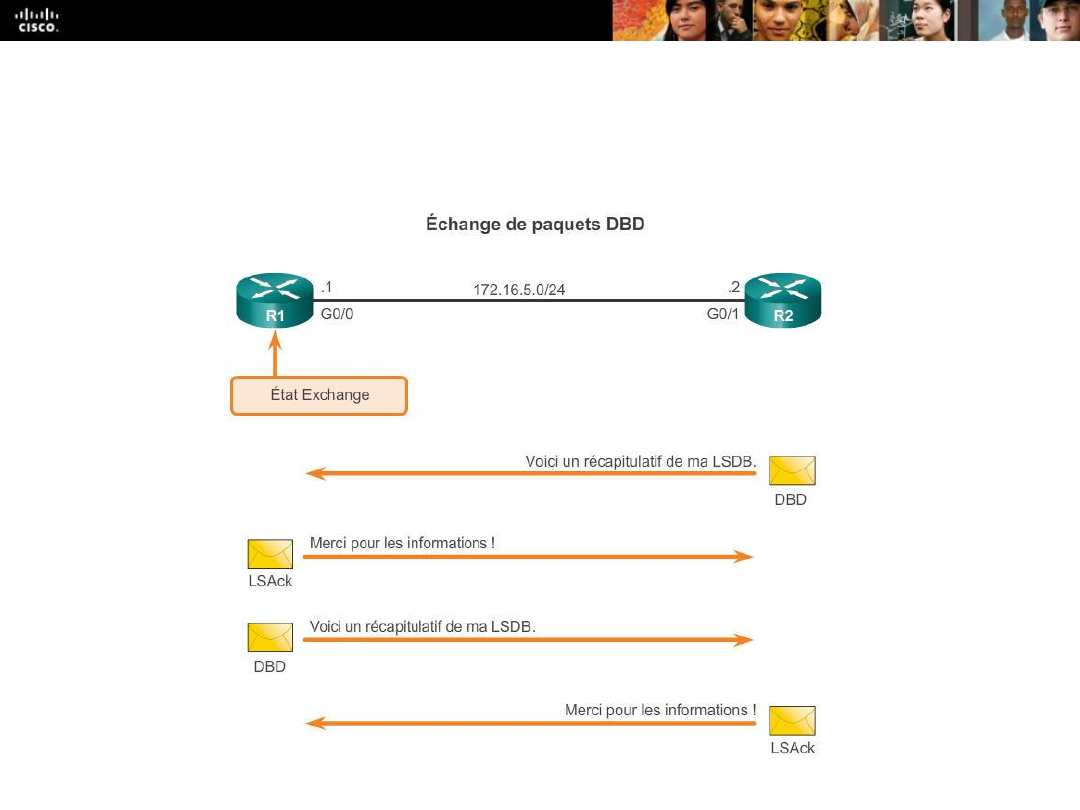 CISCO.
Échange de paquets DBD
.1
172.16.5.0/24
.2
R1
G0/0
G0/1
R2
État Exchange
Voici un récapitulatif de ma LSDB.
DBD
Merci pour les informations !
LSAck
Voici un récapitulatif de ma LSDB.
DBD
Merci pour les informations !
LSAck